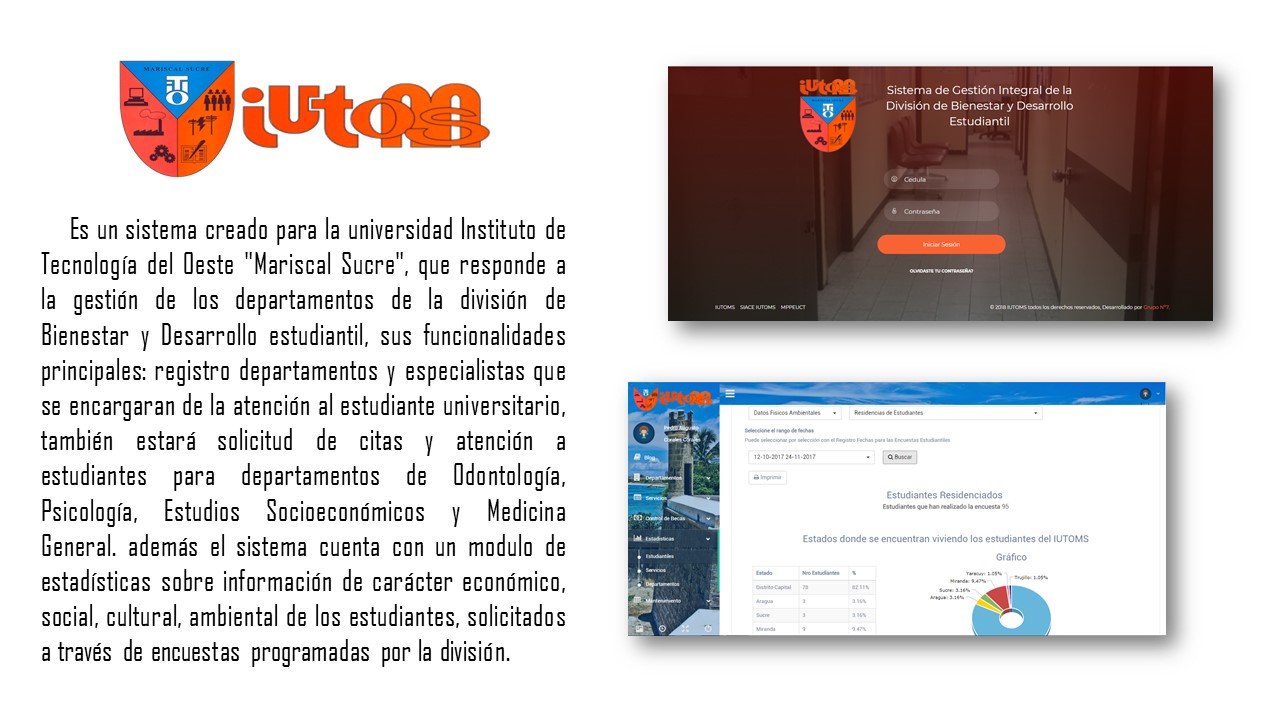 MARISCAL SUCRE
iUtoms
Es un sistema creado para la universidad Instituto de
Tecnología del Oeste "Mariscal Sucre", que responde a
la gestión de los departamentos de la división de
Bienestar y Desarrollo estudiantil, sus funcionalidades
principales: registro departamentos y especialistas que
se encargaran de la atención al estudiante universitario,
también estará solicitud de citas y atención a
estudiantes para departamentos de Odontología,
Psicología, Estudios Socioeconómicos y Medicina
General. además el sistema cuenta con un modulo de
estadísticas sobre información de carácter económico,
social, cultural, ambiental de los estudiantes, solicitados
a través de encuestas programadas por la división.
Sistema de Gestión Integral de la
División de Bienestar y Desarrollo
Estudiantil
Cedula
Contraseña
Iniciar Sesión
OLVIDASTE TU CONTRASEÑA?
IUTOMS SIACE IUTOMS MPPEUCT
© 2018 IUTOMS todos los derechos reservados, Desarrollado por Grupo N°7.
Pedro Augusto
Corales Corales
Blog
Departamentos
Servicios
Control de Becas
Estadísticas
Estudiantiles
Servicios
Departamentos
Mantenimiento
Datos Fisicos Ambientales
Residencias de Estudiantes
Seleccione el rango de fechas
Puede seleccionar por selección con el Registro Fechas para las Encuestas Estudiantiles
12-10-2017 24-11-2017
Buscar
Imprimir
Estudiantes Residenciados
Estudiantes que han realizado la encuesta 95
Estados donde se encuentran viviendo los estudiantes del IUTOMS
Gráfico
Estado Nro Estudiantes %
Distrito Capital 78 82.11%
Aragua 3 3.16%
Sucre 3 3.16%
Miranda 9 9.47%
Yaracuy: 1.05%
Trujillo: 1.05%
Miranda: 9.47%
Sucre: 3.16%
Aragua: 3.16%